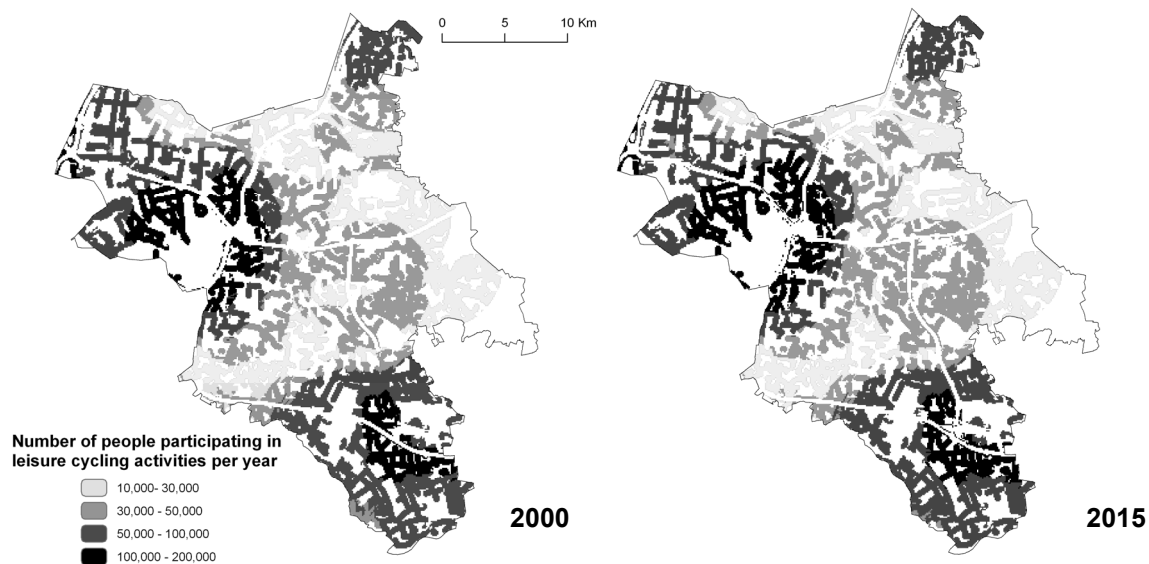 0 5 10 Km
Number of people participating in
leisure cycling activities per year
10,000- 30,000
30,000 - 50,000
50,000 - 100,000
100,000 - 200,000
2000
2015